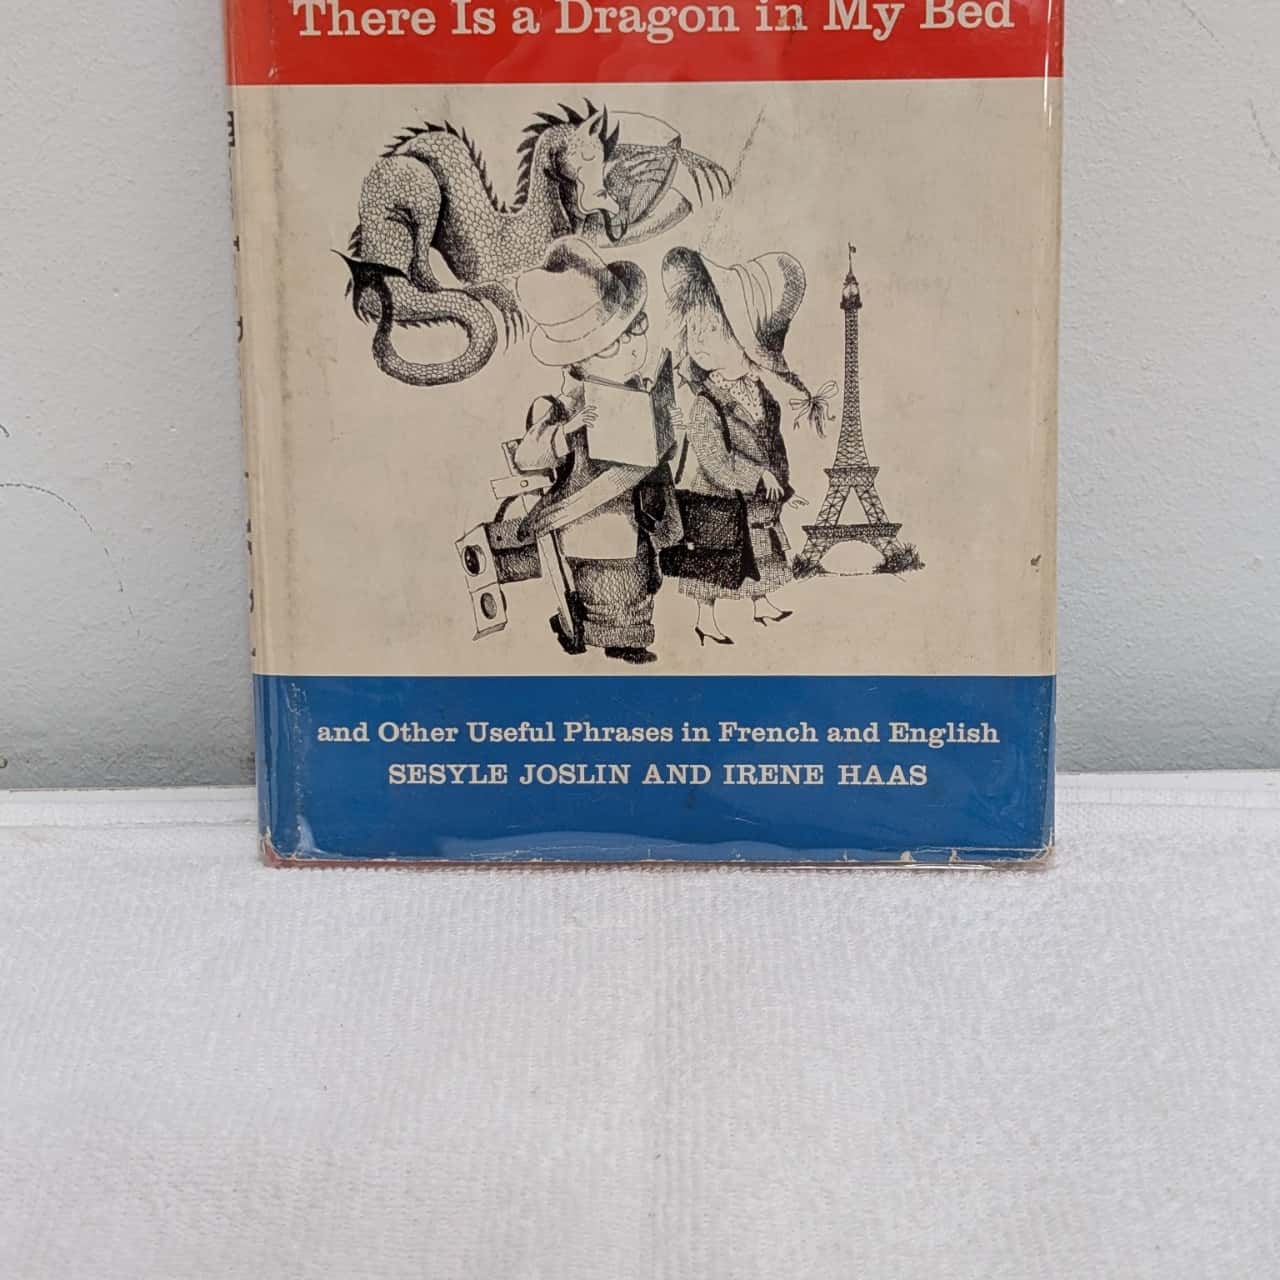 There Is a Dragon in My Bed
and Other Useful Phrases in French and English
SESYLE JOSLIN AND IRENE HAAS